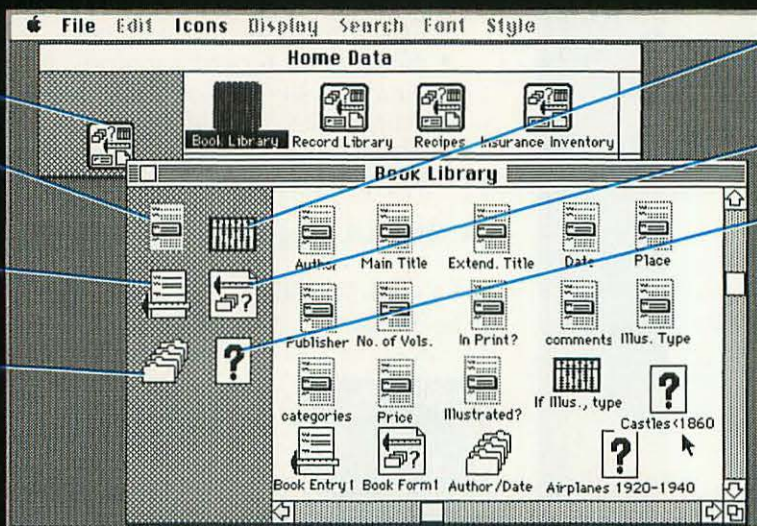 File Edit Icons Display Search Font Style
Home Data
Book Library Record Library Recipes Insurance Inventory
Book Library
Author Main Title Extend. Title Date Place
Publisher No. of Vols. In Print? comments Illus. Type
categories Price Illustrated? If Illus., type Castles<1860
Book Entry1 Book Form1 Author/Date Airplanes 1920-1940